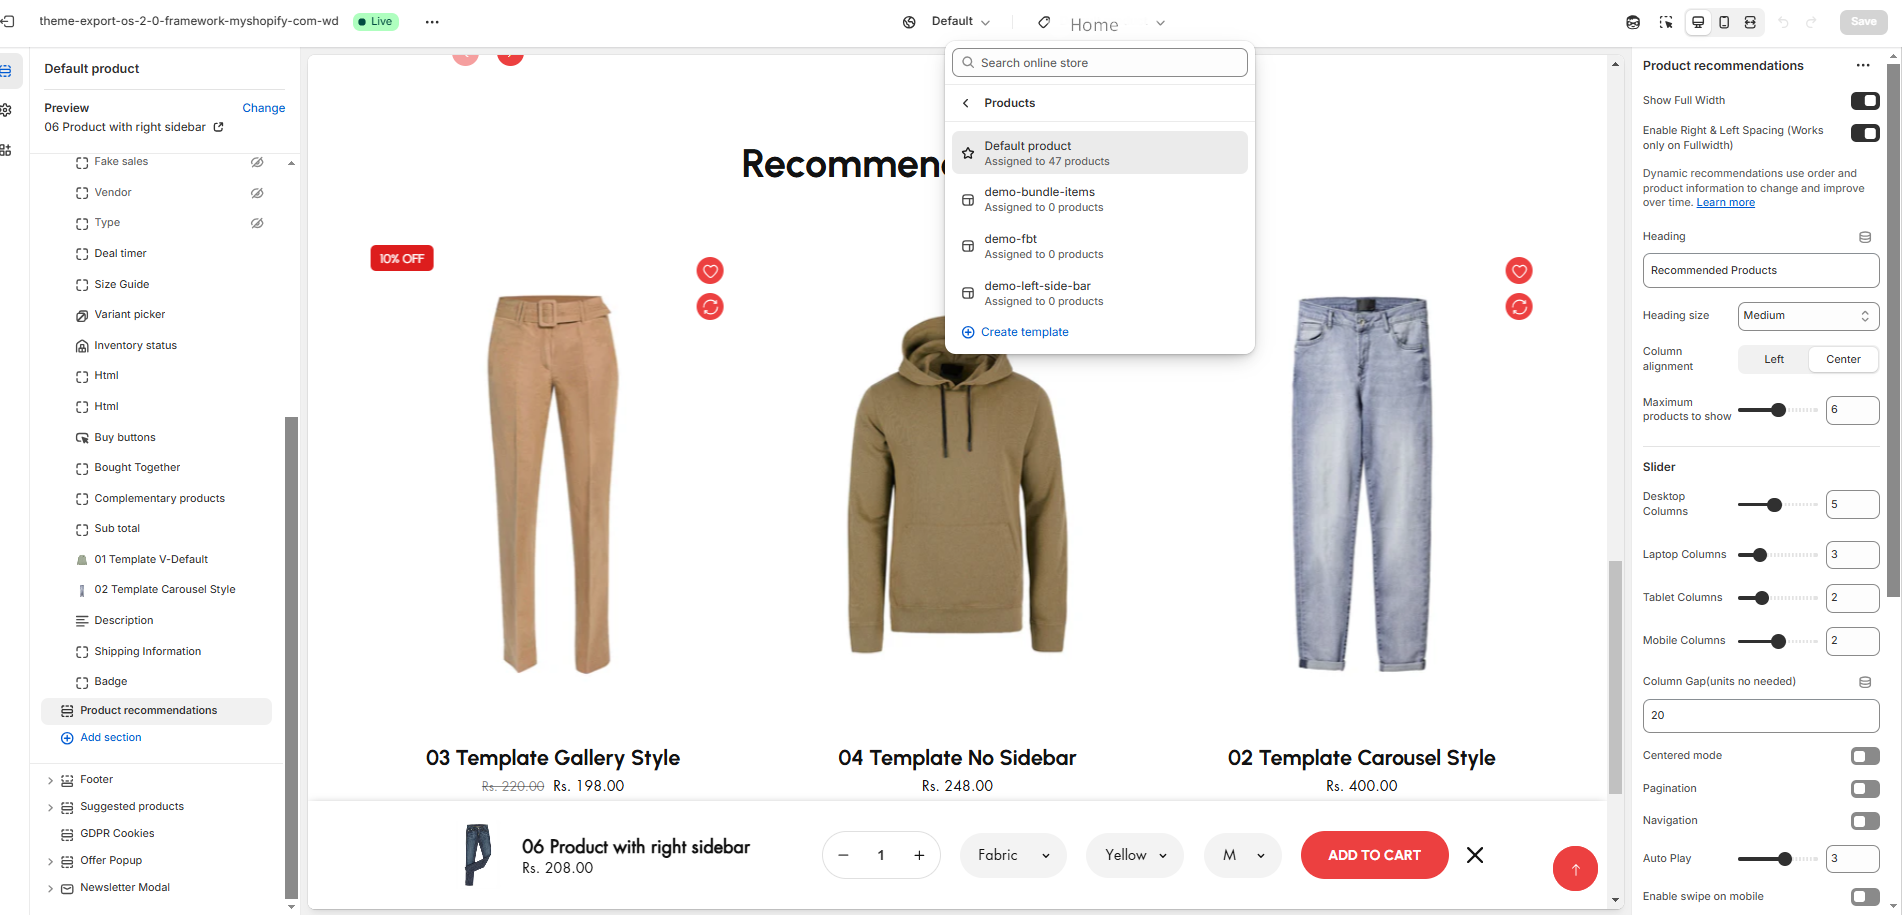 theme-export-os-2-0-framework-myshopify-com-wd
Live
Default
Home
Save
Default product
Preview
Change
06 Product with right sidebar
Fake sales
Vendor
Type
Deal timer
Size Guide
Variant picker
Inventory status
Html
Html
Buy buttons
Bought Together
Complementary products
Sub total
01 Template V-Default
02 Template Carousel Style
Description
Shipping Information
Badge
Product recommendations
Add section
Footer
Suggested products
GDPR Cookies
Offer Popup
Newsletter Modal
Search online store
Products
Default product
Assigned to 47 products
demo-bundle-items
Assigned to 0 products
demo-fbt
Assigned to 0 products
demo-left-side-bar
Assigned to 0 products
Create template
10% OFF
03 Template Gallery Style
Rs. 220.00 Rs. 198.00
04 Template No Sidebar
Rs. 248.00
02 Template Carousel Style
Rs. 400.00
06 Product with right sidebar
Rs. 208.00
1
Fabric
Yellow
M
ADD TO CART
Product recommendations
Show Full Width
Enable Right & Left Spacing (Works
only on Fullwidth)
Dynamic recommendations use order and
product information to change and improve
over time. Learn more
Heading
Recommended Products
Heading size
Medium
Column
alignment
Left
Center
Maximum
products to show
6
Slider
Desktop
Columns
5
Laptop Columns
3
Tablet Columns
2
Mobile Columns
2
Column Gap(units no needed)
20
Centered mode
Pagination
Navigation
Auto Play
3
Enable swipe on mobile